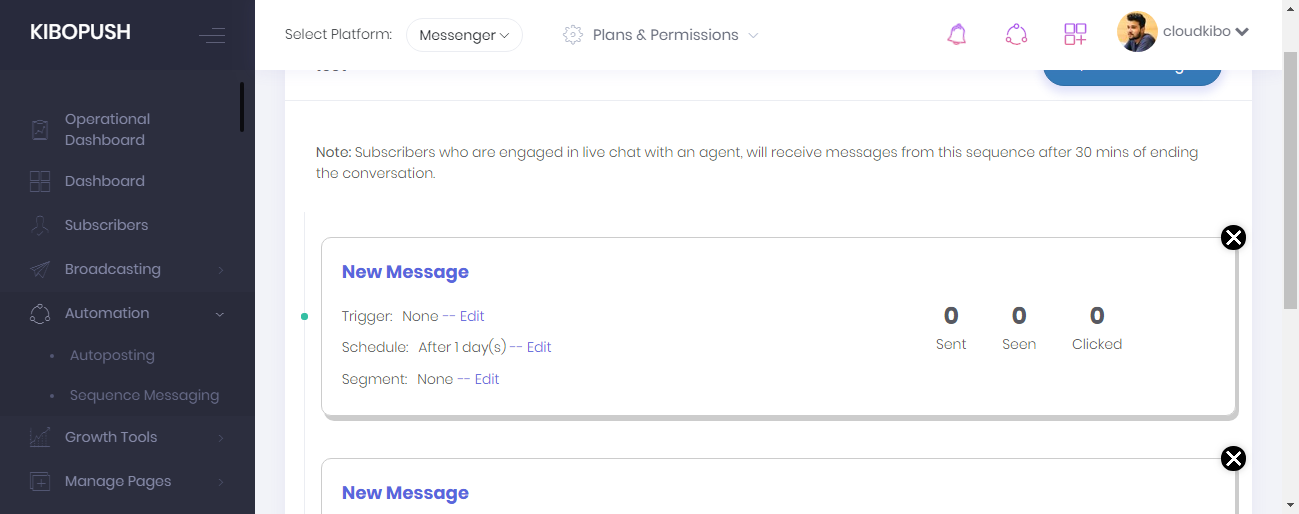 KIBOPUSH
Select Platform: Messenger
Plans & Permissions
cloudkibo
Operational
Dashboard
Dashboard
Subscribers
Broadcasting
Automation
Autoposting
Sequence Messaging
Growth Tools
Manage Pages
Note: Subscribers who are engaged in live chat with an agent, will receive messages from this sequence after 30 mins of ending
the conversation.
New Message
Trigger: None -- Edit
Schedule: After 1 day(s) -- Edit
Segment: None -- Edit
0 0 0
Sent Seen Clicked
New Message